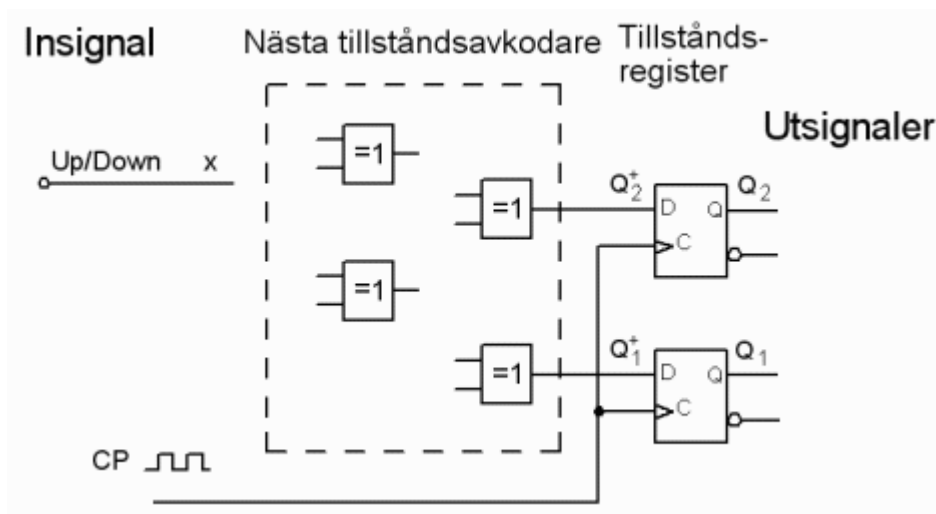 Insignal
Nästa tillståndsavkodare
Tillstånds-
register
Utsignaler
Up/Down x
=1
=1
Q2+
D Q
C
Q2
=1
=1
Q1+
D Q
C
Q1
CP